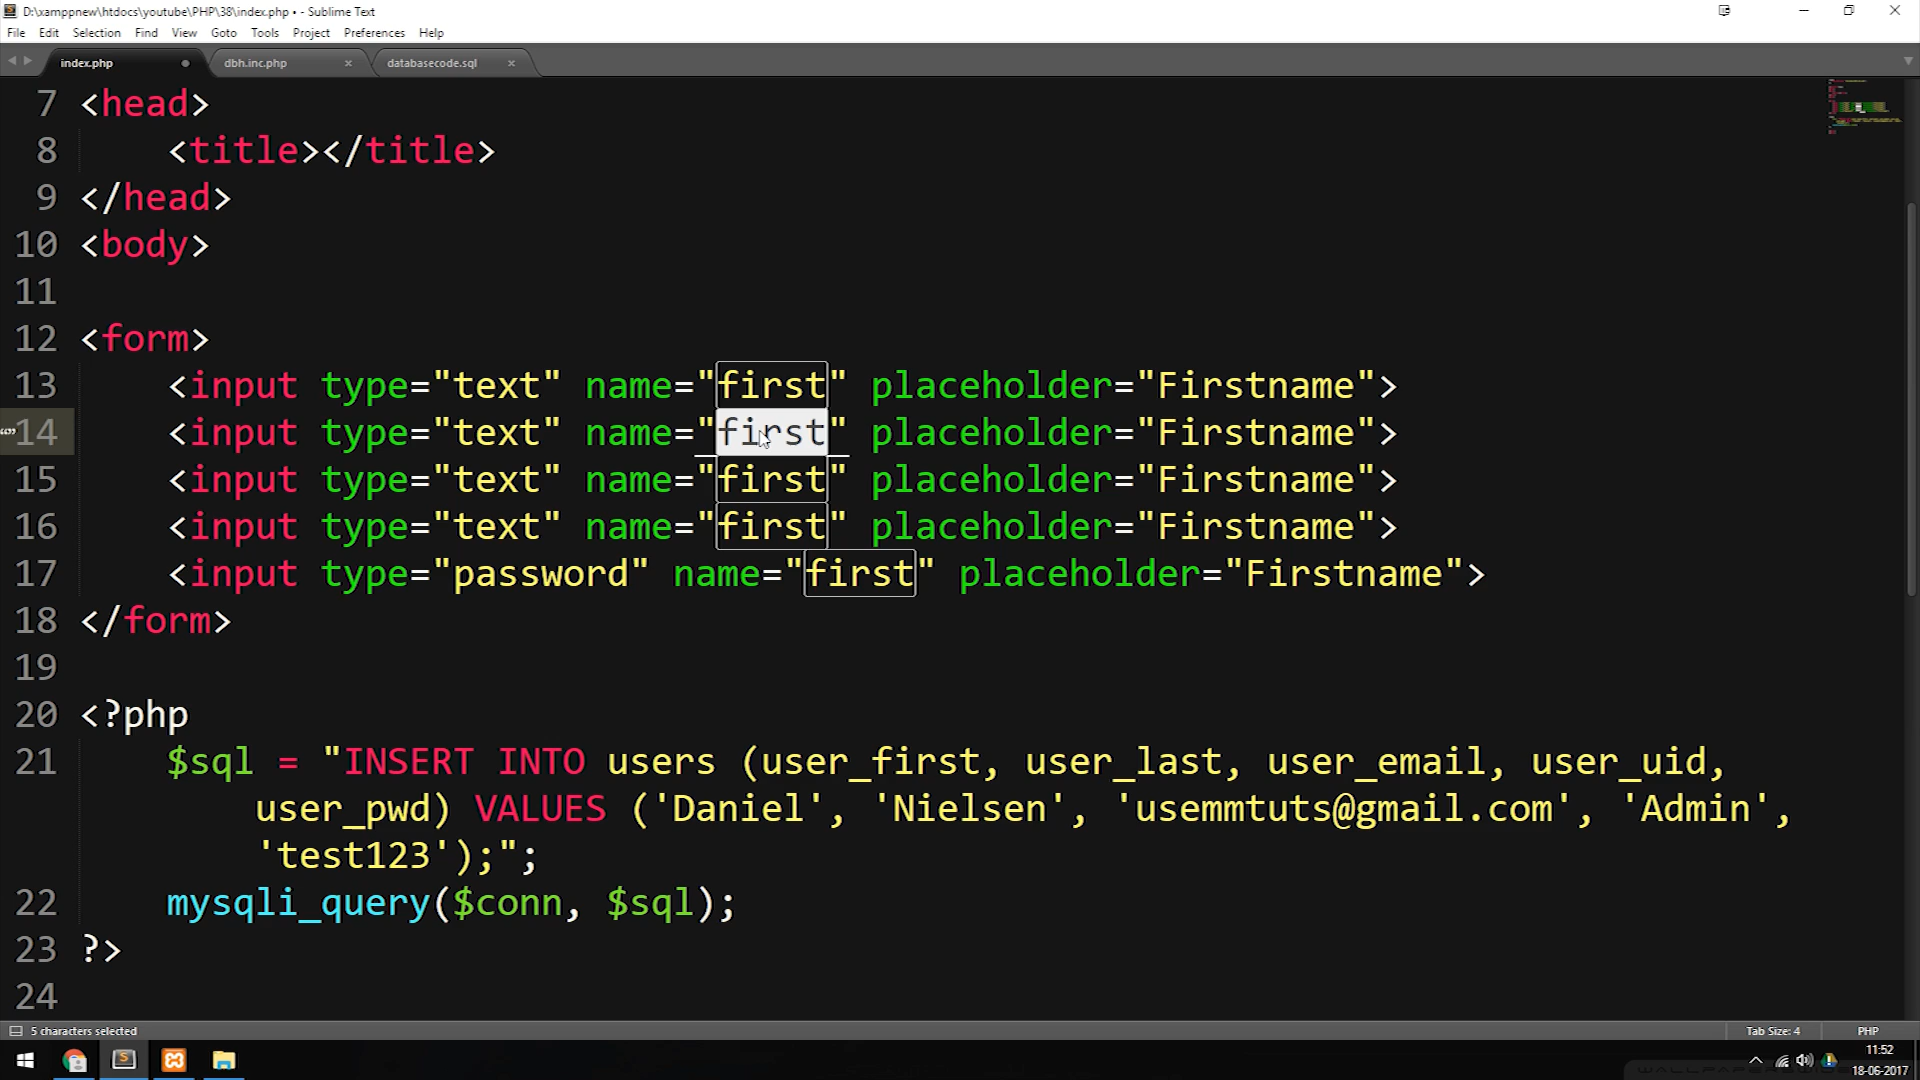 D:\xamppnew\htdocs\youtube\PHP\38\index.php • - Sublime Text
File Edit Selection Find View Goto Tools Project Preferences Help
index.php dbh.inc.php databasecode.sql
7 <head>
8 <title></title>
9 </head>
10 <body>
11
12 <form>
13 <input type="text" name="first" placeholder="Firstname">
14 <input type="text" name="first" placeholder="Firstname">
15 <input type="text" name="first" placeholder="Firstname">
16 <input type="text" name="first" placeholder="Firstname">
17 <input type="password" name="first" placeholder="Firstname">
18 </form>
19
20 <?php
21 $sql = "INSERT INTO users (user_first, user_last, user_email, user_uid,
user_pwd) VALUES ('Daniel', 'Nielsen', 'usemmtuts@gmail.com', 'Admin',
'test123');";
22 mysqli_query($conn, $sql);
23 ?>
24
5 characters selected Tab Size: 4 PHP
11:52
18-06-2017